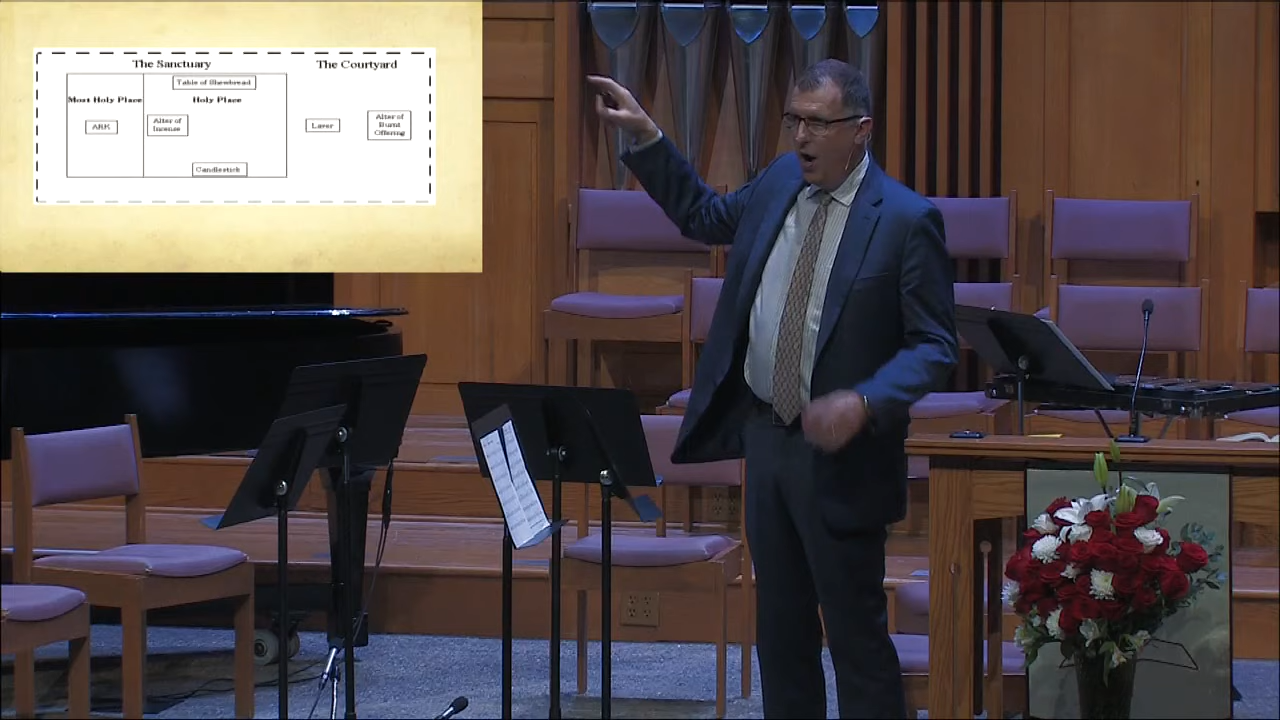 The Sanctuary
The Courtyard
Table of Shewbread
Most Holy Place
Holy Place
ARK
Alter of
Incense
Laver
Alter of
Burnt
Offering
Candlestick